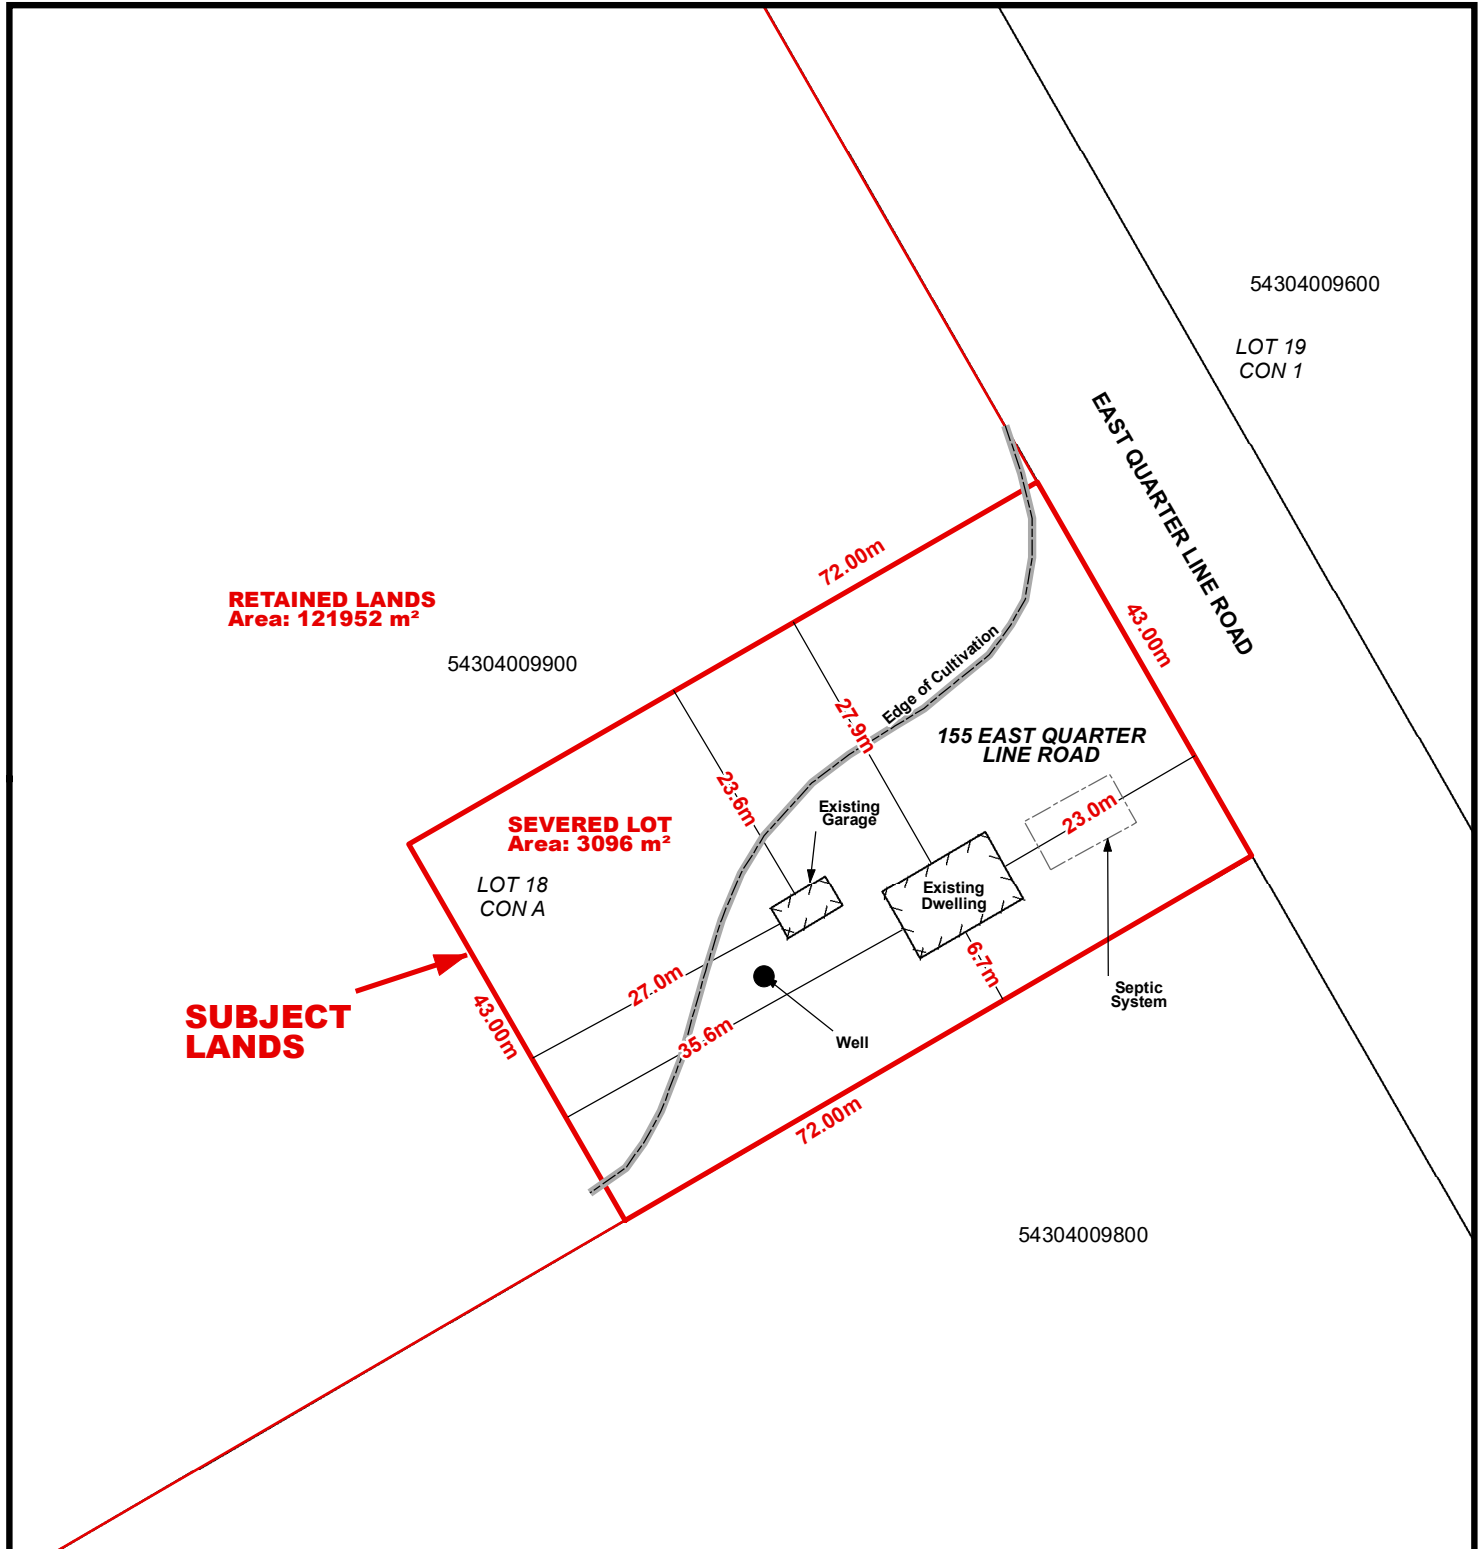 54304009600
LOT 19
CON 1
EAST QUARTER LINE ROAD
72.00m
RETAINED LANDS
Area: 121952 m²
54304009900
43.00m
Edge of Cultivation
27.9m
155 EAST QUARTER
LINE ROAD
23.6m
Existing
Garage
23.0m
SEVERED LOT
Area: 3096 m²
LOT 18
CON A
Existing
Dwelling
6.7m
27.0m
Septic
System
SUBJECT
LANDS
43.00m
35.6m
Well
72.00m
54304009800